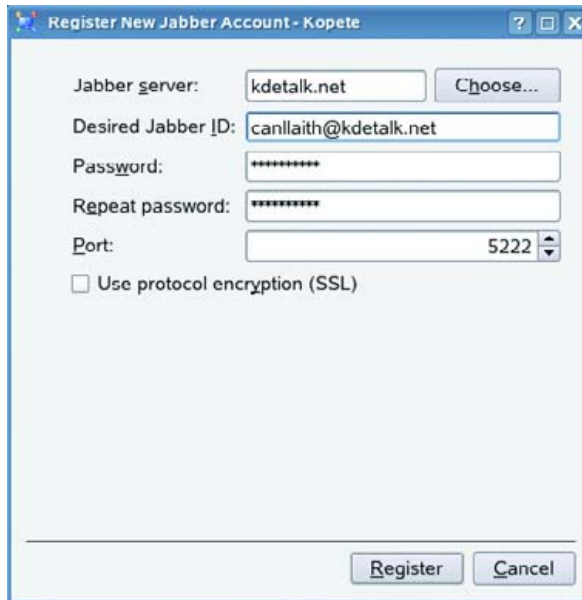 Register New Jabber Account - Kopete ? X
Jabber server: kdetalk.net Choose...
Desired Jabber ID: canllaith@kdetalk.net
Password: **********
Repeat password: **********
Port: 5222
Use protocol encryption (SSL)
Register Cancel